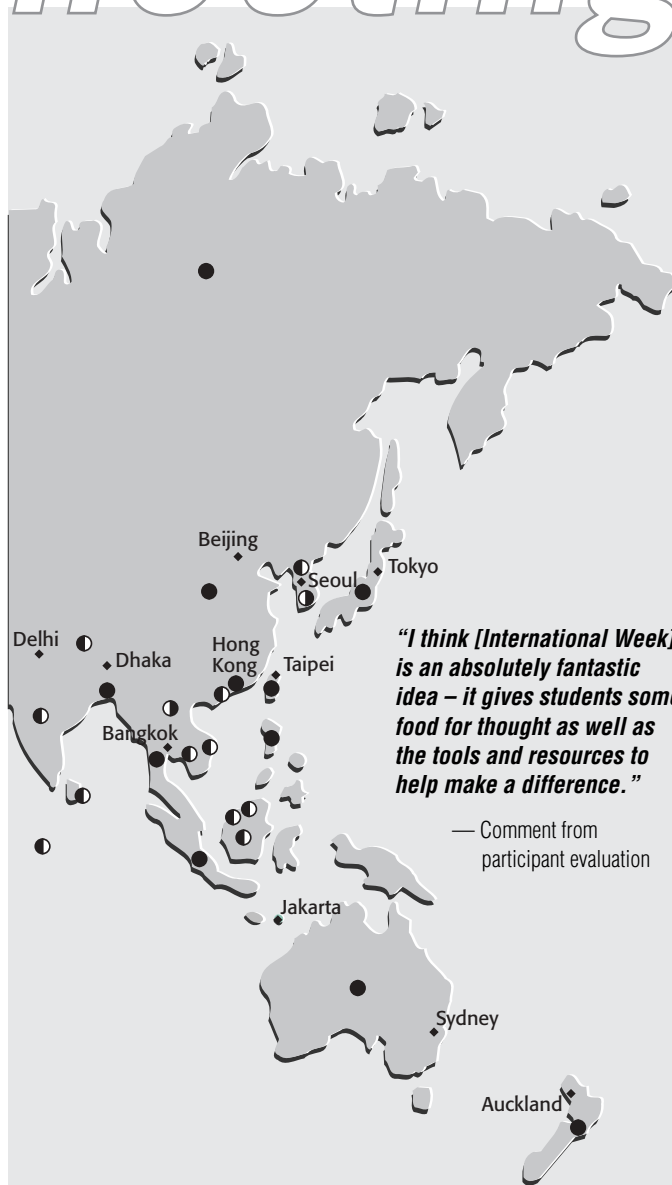 Beijing
Seoul
Tokyo
Delhi
Dhaka
Hong
Kong
Taipei
Bangkok
“I think [International Week]
is an absolutely fantastic
idea – it gives students some
food for thought as well as
the tools and resources to
help make a difference.”
— Comment from
participant evaluation
Jakarta
Sydney
Auckland